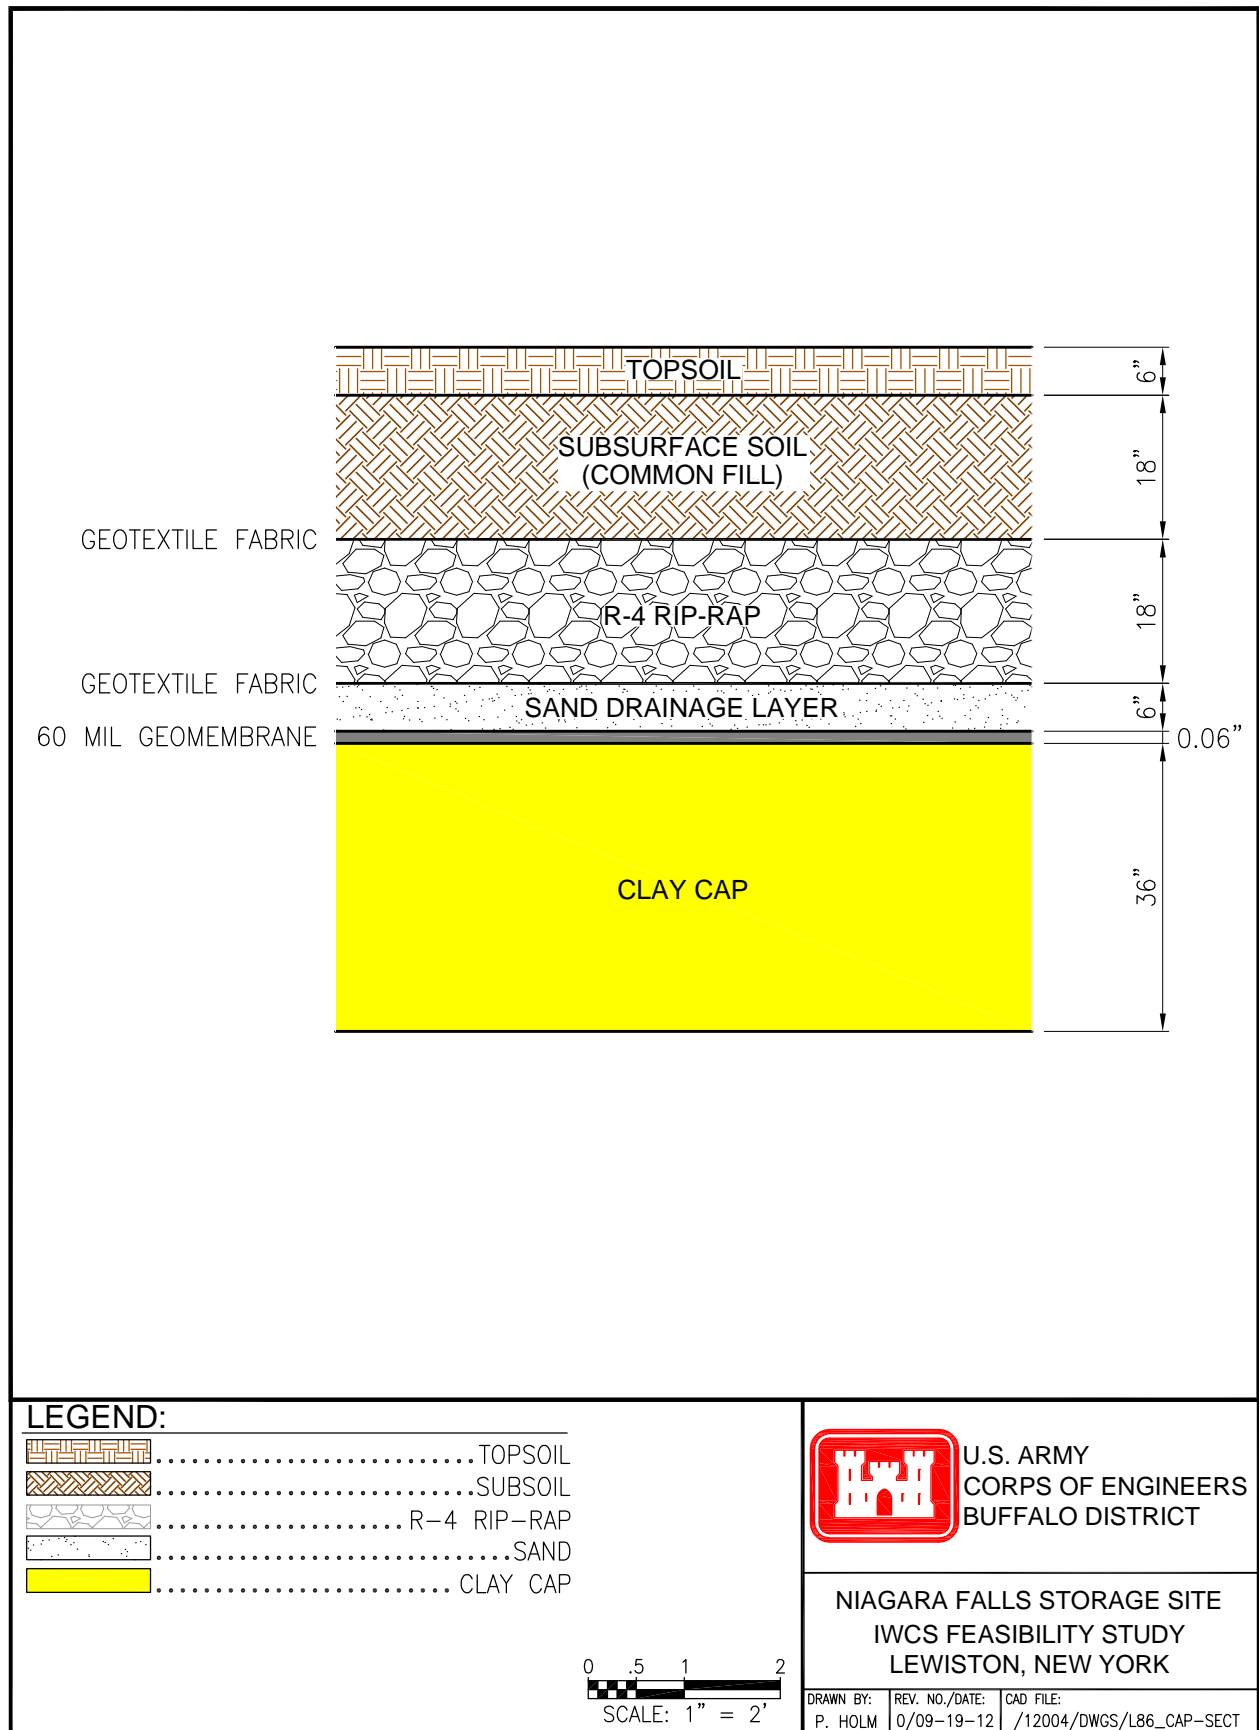 TOPSOIL
6"
SUBSURFACE SOIL
(COMMON FILL)
18"
GEOTEXTILE FABRIC
R-4 RIP-RAP
18"
GEOTEXTILE FABRIC
SAND DRAINAGE LAYER
6"
60 MIL GEOMEMBRANE
0.06"
CLAY CAP
36"
LEGEND:
TOPSOIL
SUBSOIL
R-4 RIP-RAP
SAND
CLAY CAP
0 .5 1 2
SCALE: 1" = 2'
U.S. ARMY
CORPS OF ENGINEERS
BUFFALO DISTRICT
NIAGARA FALLS STORAGE SITE
IWCS FEASIBILITY STUDY
LEWISTON, NEW YORK
DRAWN BY: REV. NO./DATE: CAD FILE:
P. HOLM 0/09-19-12 /12004/DWGS/L86_CAP-SECT